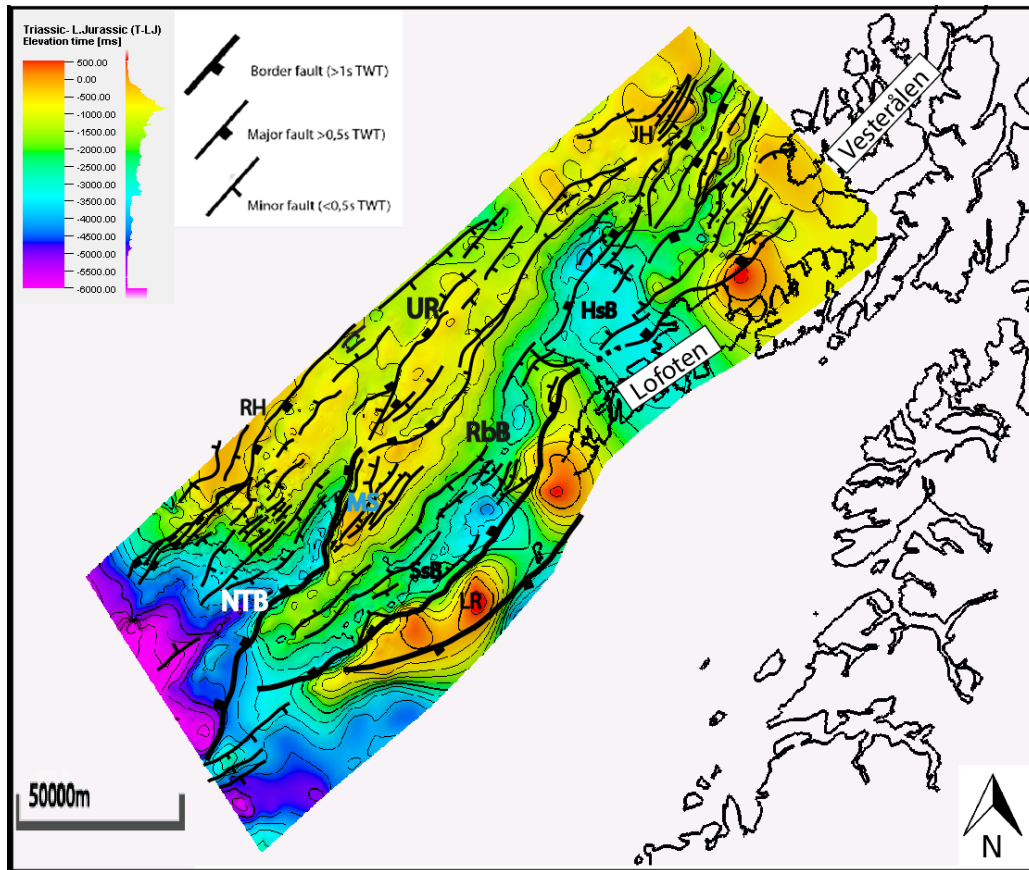 Triassic- L.Jurassic (T-LJ)
Elevation time [ms]
500.00
0.00
-500.00
-1000.00
-1500.00
-2000.00
-2500.00
-3000.00
-3500.00
-4000.00
-4500.00
-5000.00
-5500.00
-6000.00
Border fault (>1s TWT)
Major fault >0,5s TWT)
Minor fault (<0,5s TWT)
Vesterålen
JH
UR
HsB
Lofoten
RH
RbB
MS
SsB
NTB
LR
50000m
N